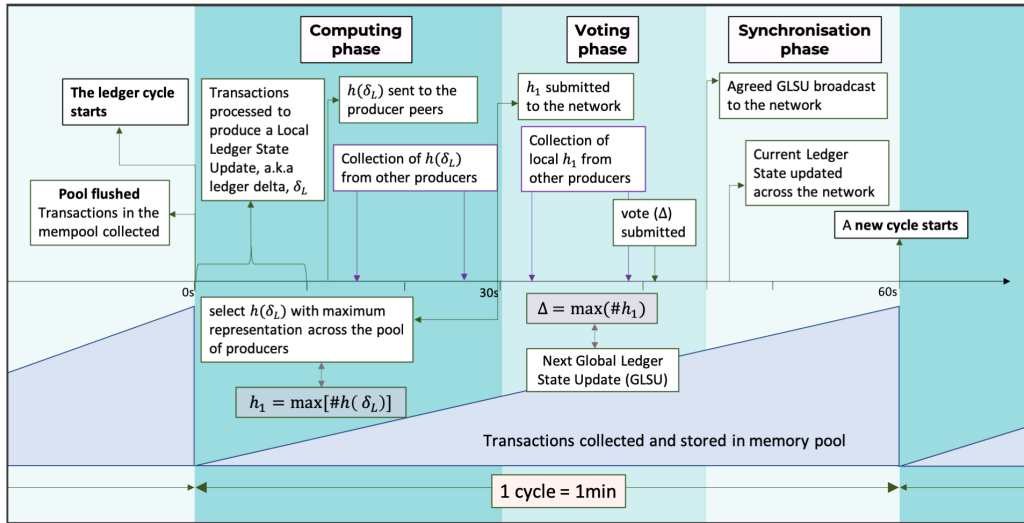 Computing
phase
Voting
phase
Synchronisation
phase
The ledger cycle
starts
Transactions
processed to
produce a Local
Ledger State
Update, a.k.a
ledger delta, δ_L
h(δ_L) sent to the
producer peers
h₁ submitted
to the network
Agreed GLSU broadcast
to the network
Collection of h(δ_L)
from other producers
Collection of
local h₁ from
other producers
Current Ledger
State updated
across the network
Pool flushed
Transactions in the
mempool collected
vote (Δ)
submitted
A new cycle starts
0s
30s
60s
select h(δ_L) with maximum
representation across the pool
of producers
Δ = max(#h₁)
Next Global Ledger
State Update (GLSU)
h₁ = max[#h( δ_L)]
Transactions collected and stored in memory pool
1 cycle = 1min